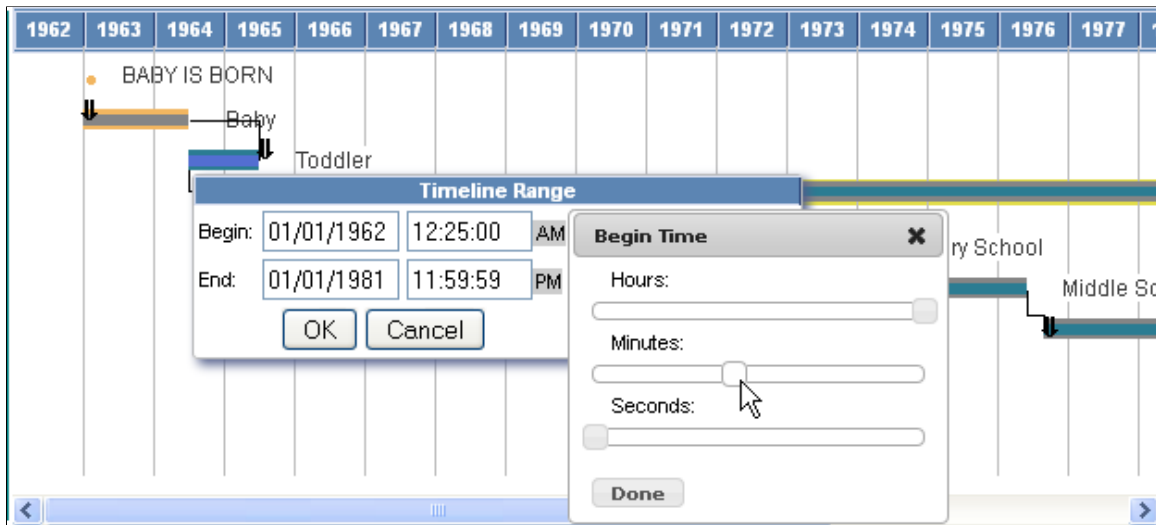 1962 1963 1964 1965 1966 1967 1968 1969 1970 1971 1972 1973 1974 1975 1976 1977
BABY IS BORN
Baby
Toddler
Timeline Range
Begin: 01/01/1962 12:25:00 AM
End: 01/01/1981 11:59:59 PM
OK Cancel
Begin Time
Hours:
Minutes:
Seconds:
Done
ry School
Middle Sc